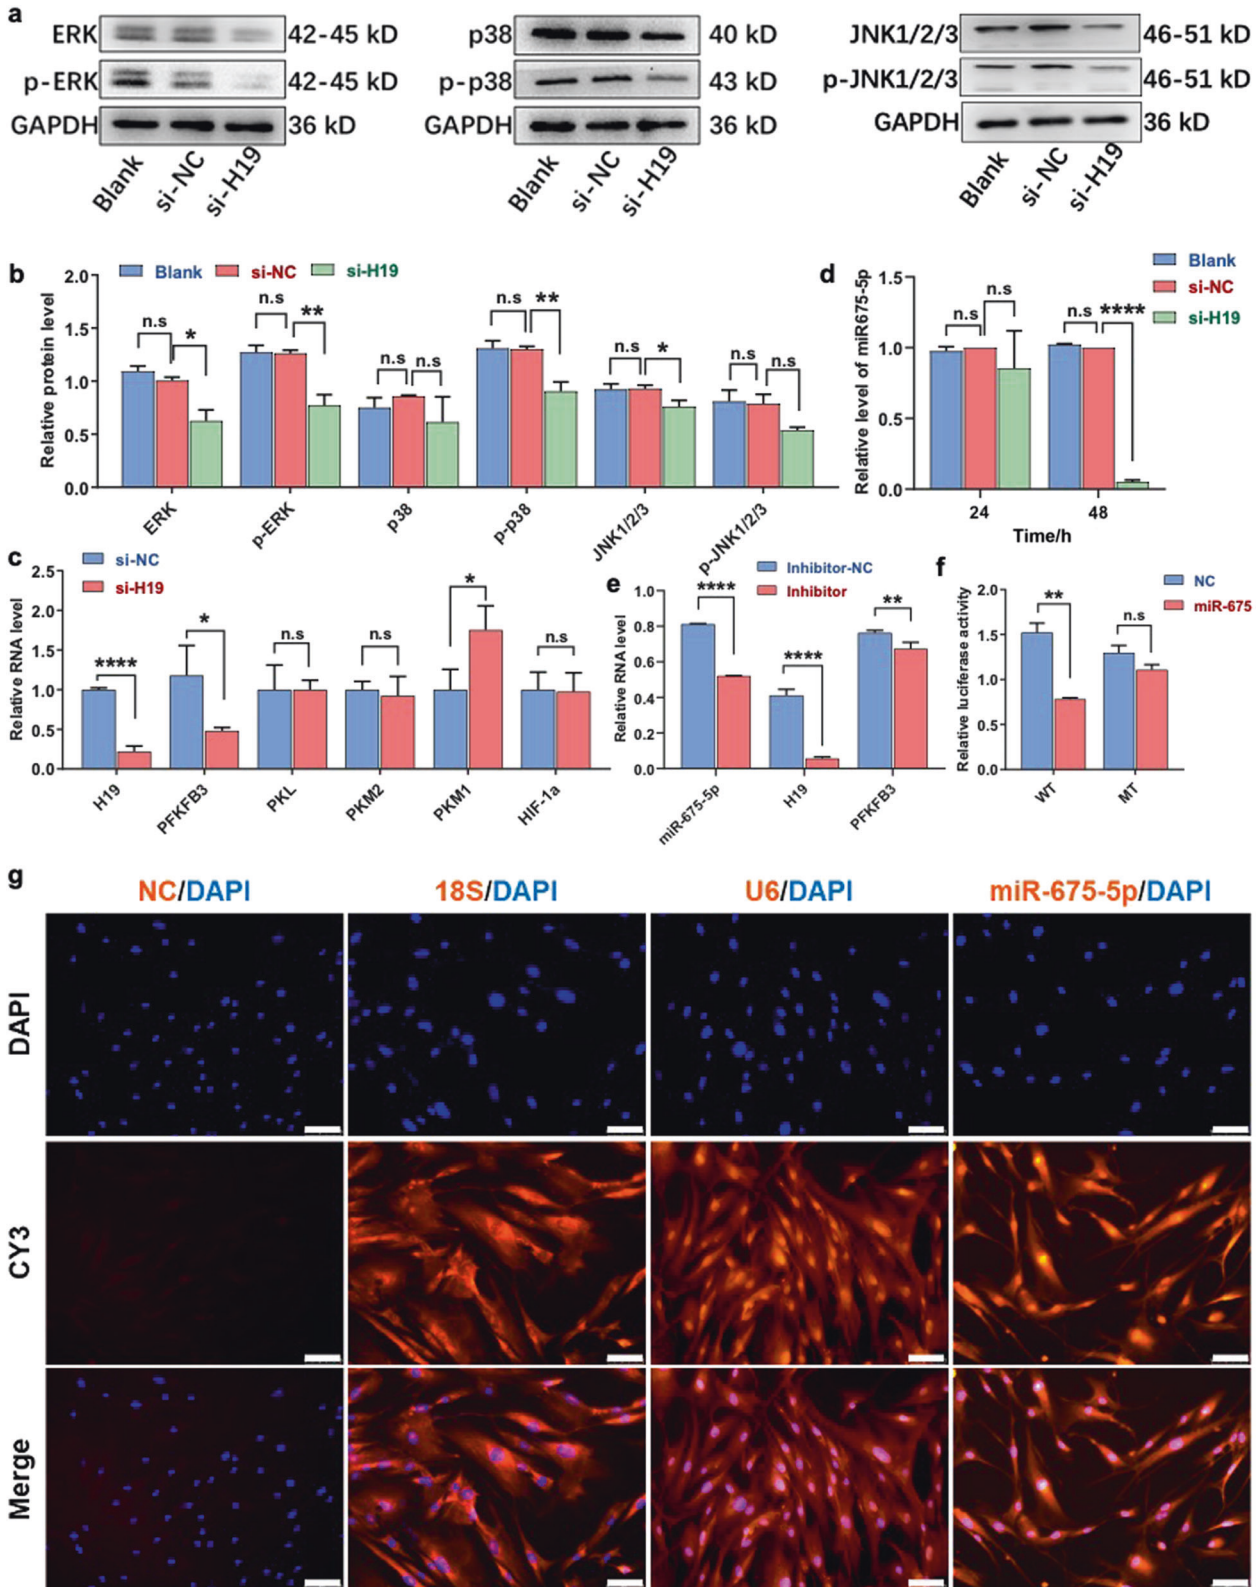 a
ERK 42-45 kD
p-ERK 42-45 kD
GAPDH 36 kD
Blank si-NC si-H19
p38 40 kD
p-p38 43 kD
GAPDH 36 kD
Blank si-NC si-H19
JNK1/2/3 46-51 kD
p-JNK1/2/3 46-51 kD
GAPDH 36 kD
Blank si-NC si-H19
b
Blank si-NC si-H19
Relative protein level
2.0
1.5
1.0
0.5
0.0
n.s * n.s ** n.s n.s n.s ** n.s * n.s n.s
ERK p-ERK p38 p-p38 JNK1/2/3 p-JNK1/2/3
d
Blank
si-NC
si-H19
Relative level of miR675-5p
1.5
1.0
0.5
0.0
n.s n.s n.s ****
24 48
Time/h
c
si-NC
si-H19
Relative RNA level
2.5
2.0
1.5
1.0
0.5
0.0
**** * n.s n.s * n.s
H19 PFKFB3 PKL PKM2 PKM1 HIF-1a
e
Inhibitor-NC
Inhibitor
Relative RNA level
1.0
0.8
0.6
0.4
0.2
0.0
**** **** **
miR-675-5p H19 PFKFB3
f
NC
miR-675
Relative luciferase activity
2.0
1.5
1.0
0.5
0.0
** n.s
WT MT
g
NC/DAPI 18S/DAPI U6/DAPI miR-675-5p/DAPI
DAPI
CY3
Merge